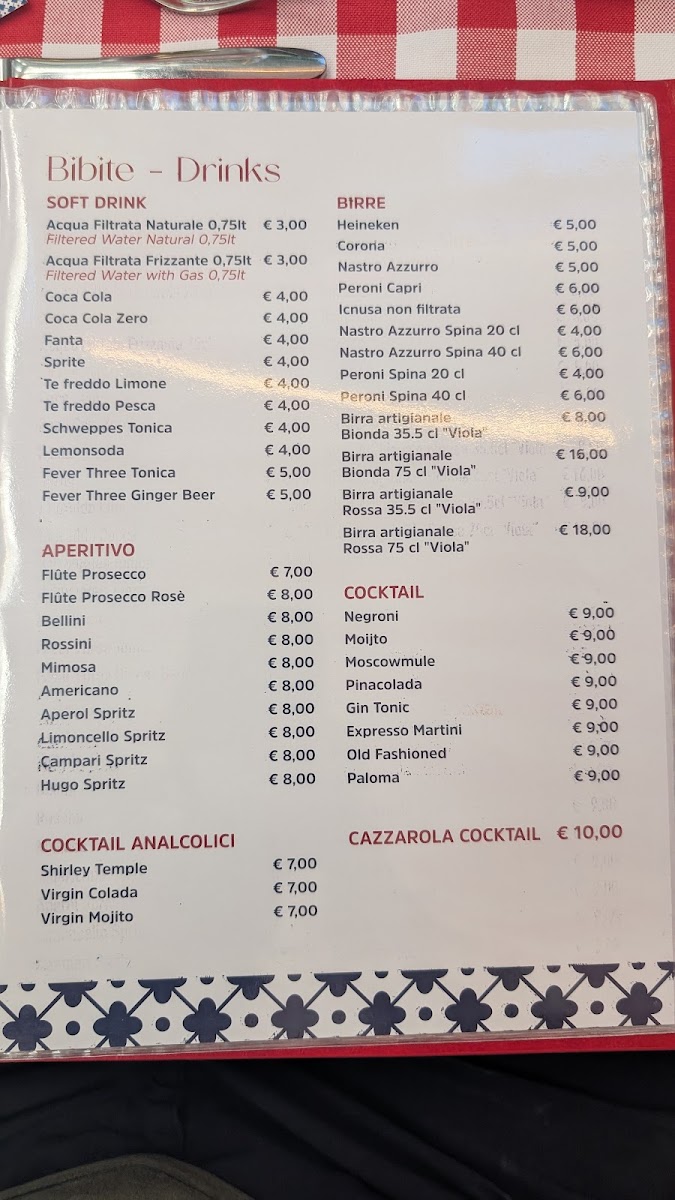 Bibite - Drinks
SOFT DRINK
Acqua Filtrata Naturale 0,75lt € 3,00
Filtered Water Natural 0,75lt
Acqua Filtrata Frizzante 0,75lt € 3,00
Filtered Water with Gas 0,75lt
Coca Cola € 4,00
Coca Cola Zero € 4,00
Fanta € 4,00
Sprite € 4,00
Te freddo Limone € 4,00
Te freddo Pesca € 4,00
Schweppes Tonica € 4,00
Lemonsoda € 4,00
Fever Three Tonica € 5,00
Fever Three Ginger Beer € 5,00
APERITIVO
Flûte Prosecco € 7,00
Flûte Prosecco Rosè € 8,00
Bellini € 8,00
Rossini € 8,00
Mimosa € 8,00
Americano € 8,00
Aperol Spritz € 8,00
Limoncello Spritz € 8,00
Campari Spritz € 8,00
Hugo Spritz € 8,00
COCKTAIL ANALCOLICI
Shirley Temple € 7,00
Virgin Colada € 7,00
Virgin Mojito € 7,00
BIRRE
Heineken € 5,00
Corona € 5,00
Nastro Azzurro € 5,00
Peroni Capri € 6,00
Icnusa non filtrata € 6,00
Nastro Azzurro Spina 20 cl € 4,00
Nastro Azzurro Spina 40 cl € 6,00
Peroni Spina 20 cl € 4,00
Peroni Spina 40 cl € 6,00
Birra artigianale € 8,00
Bionda 35.5 cl "Viola"
Birra artigianale € 16,00
Bionda 75 cl "Viola"
Birra artigianale € 9,00
Rossa 35.5 cl "Viola"
Birra artigianale € 18,00
Rossa 75 cl "Viola"
COCKTAIL
Negroni € 9,00
Moijto € 9,00
Moscowmule € 9,00
Pinacolada € 9,00
Gin Tonic € 9,00
Expresso Martini € 9,00
Old Fashioned € 9,00
Paloma € 9,00
CAZZAROLA COCKTAIL € 10,00